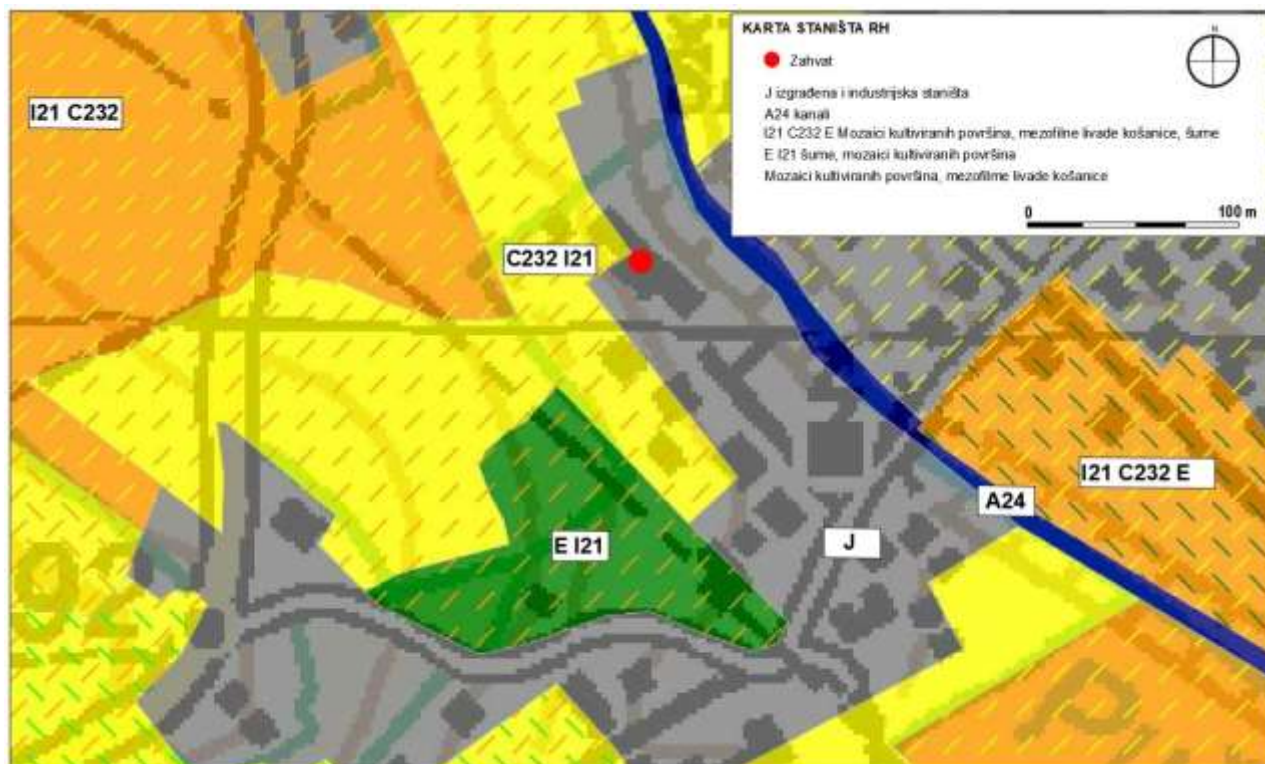 KARTA STANIŠTA RH
N
Zahvat
J izgrađena i industrijska staništa
A24 kanali
I21 C232 E Mozaici kultiviranih površina, mezofilne livade košanice, šume
E I21 šume, mozaici kultiviranih površina
Mozaici kultiviranih površina, mezofilme livade košanice
0 100 m
I21 C232
C232 I21
I21 C232 E
A24
E I21
J